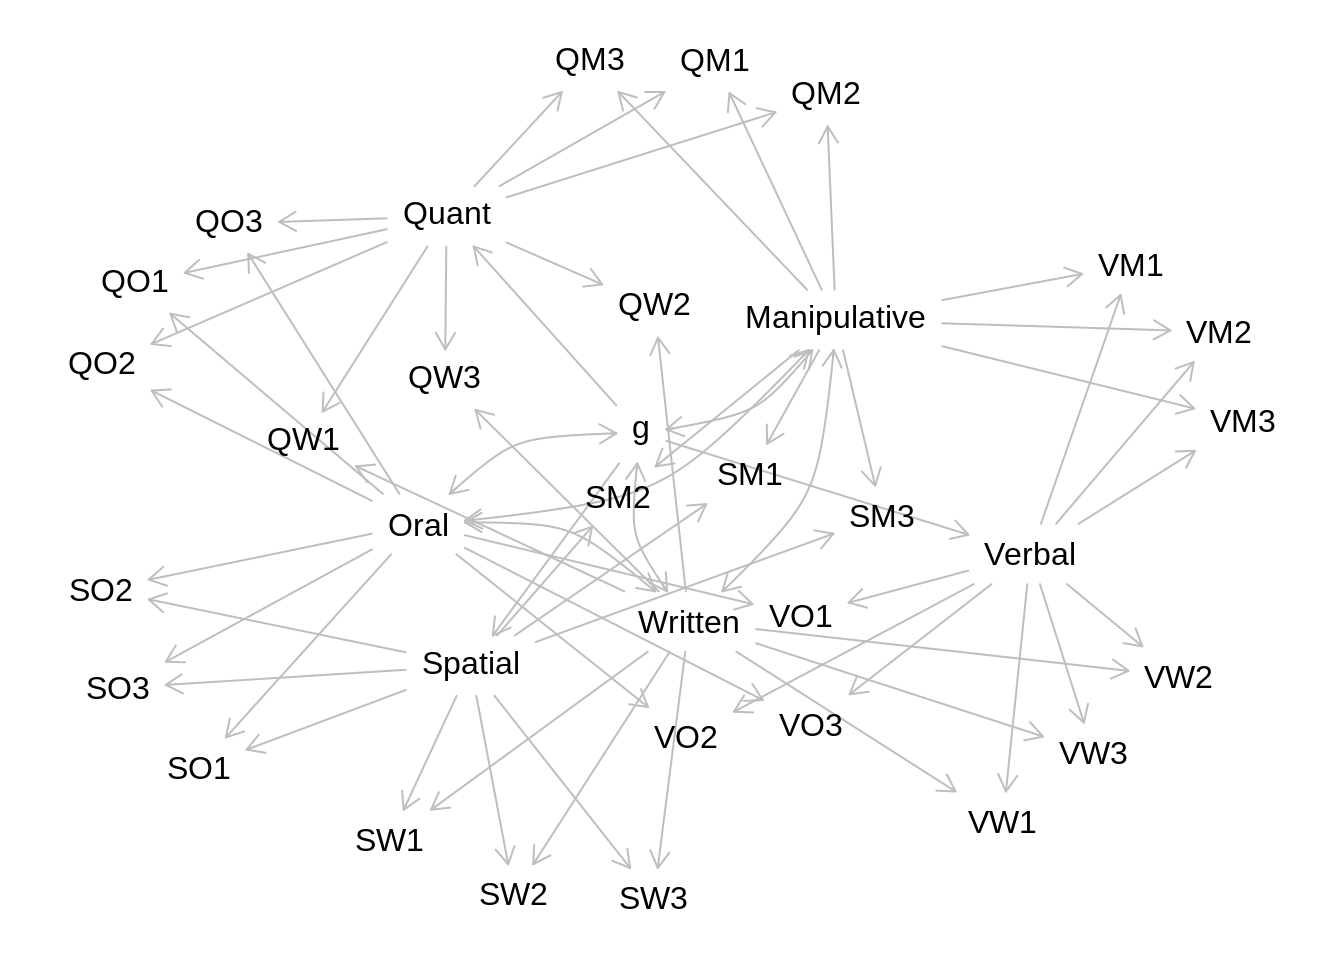 QM3
QM1
QM2
Quant
QO3
VM1
QO1
QW2
Manipulative
VM2
QO2
QW3
VM3
g
QW1
SM1
SM2
SM3
Oral
Verbal
SO2
VO1
Written
Spatial
VW2
SO3
VO3
VO2
VW3
SO1
VW1
SW1
SW2
SW3